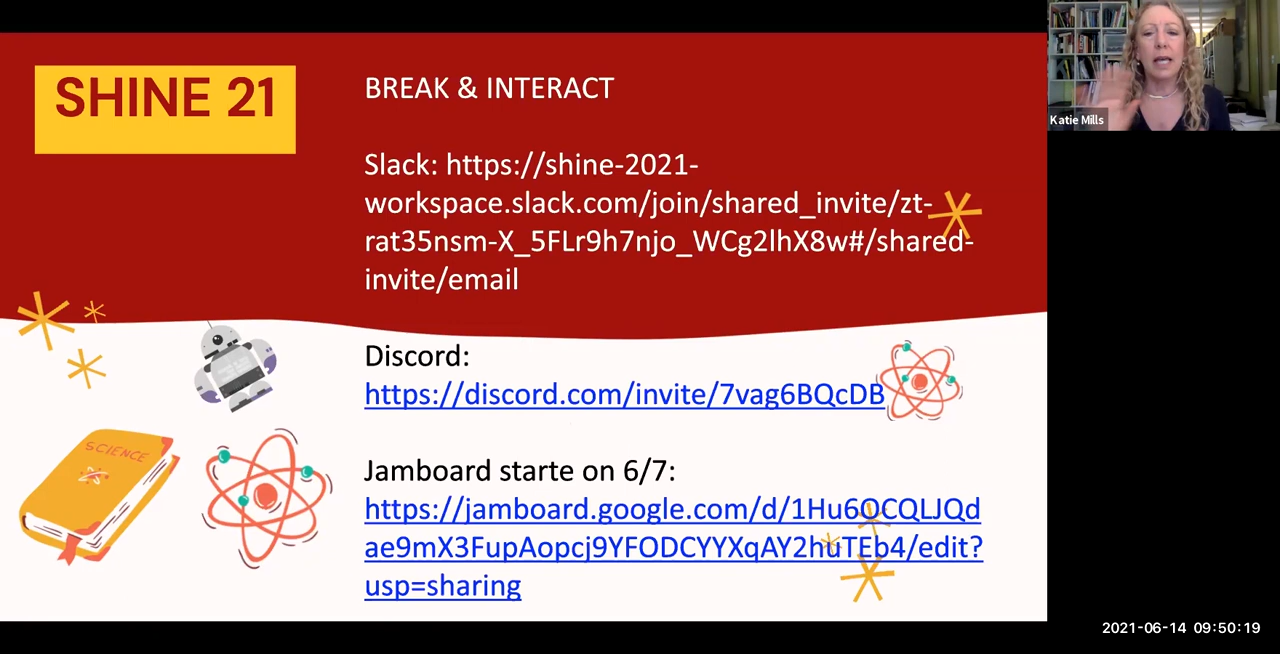 SHINE 21
BREAK & INTERACT
Slack: https://shine-2021-
workspace.slack.com/join/shared_invite/zt-
rat35nsm-X_5FLr9h7njo_WCg2lhX8w#/shared-
invite/email
Discord:
https://discord.com/invite/7vag6BQcDB
Jamboard starte on 6/7:
https://jamboard.google.com/d/1Hu6OCQLJQd
ae9mX3FupAopcj9YFODCYYXqAY2huTEb4/edit?
usp=sharing
SCIENCE
Katie Mills
2021-06-14 09:50:19